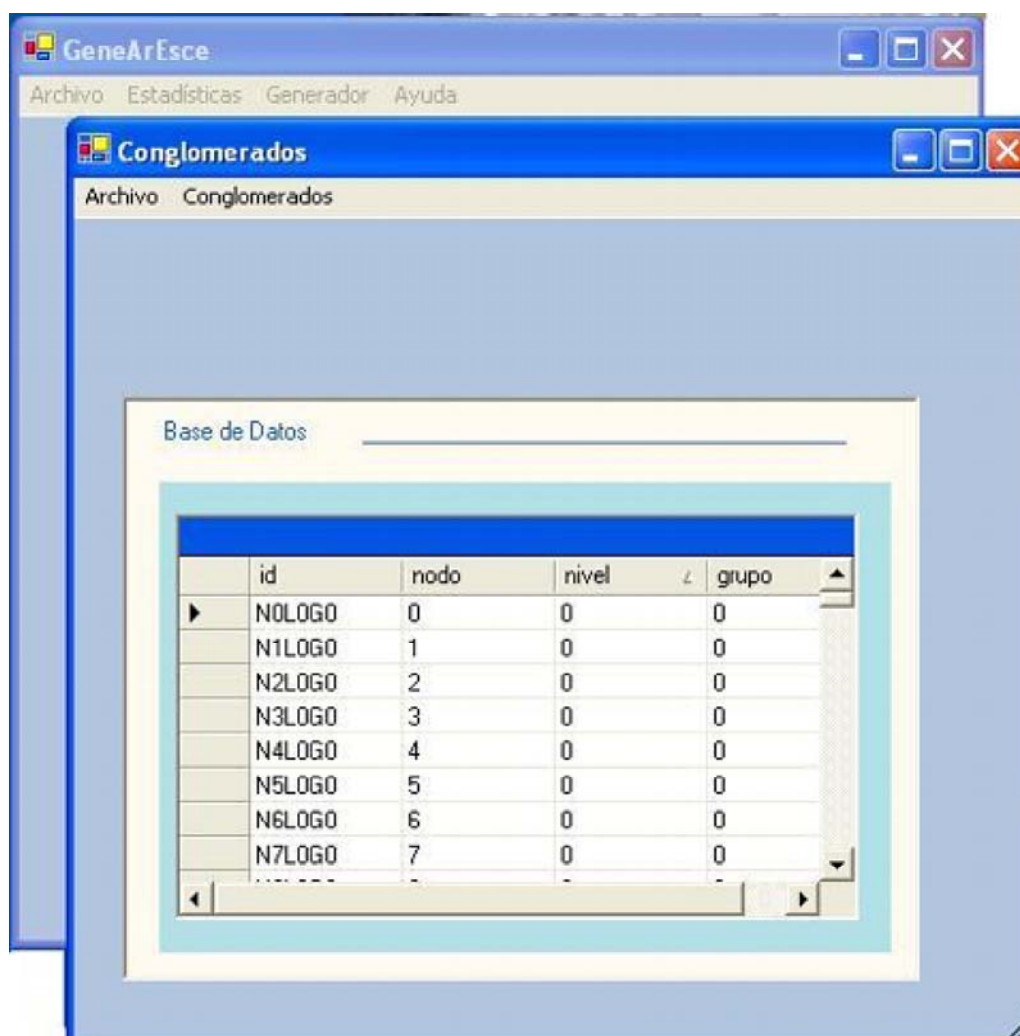 GeneArEsce
Archivo Estadísticas Generador Ayuda
Conglomerados
Archivo Conglomerados
Base de Datos
id nodo nivel grupo
N0L0G0 0 0 0
N1L0G0 1 0 0
N2L0G0 2 0 0
N3L0G0 3 0 0
N4L0G0 4 0 0
N5L0G0 5 0 0
N6L0G0 6 0 0
N7L0G0 7 0 0